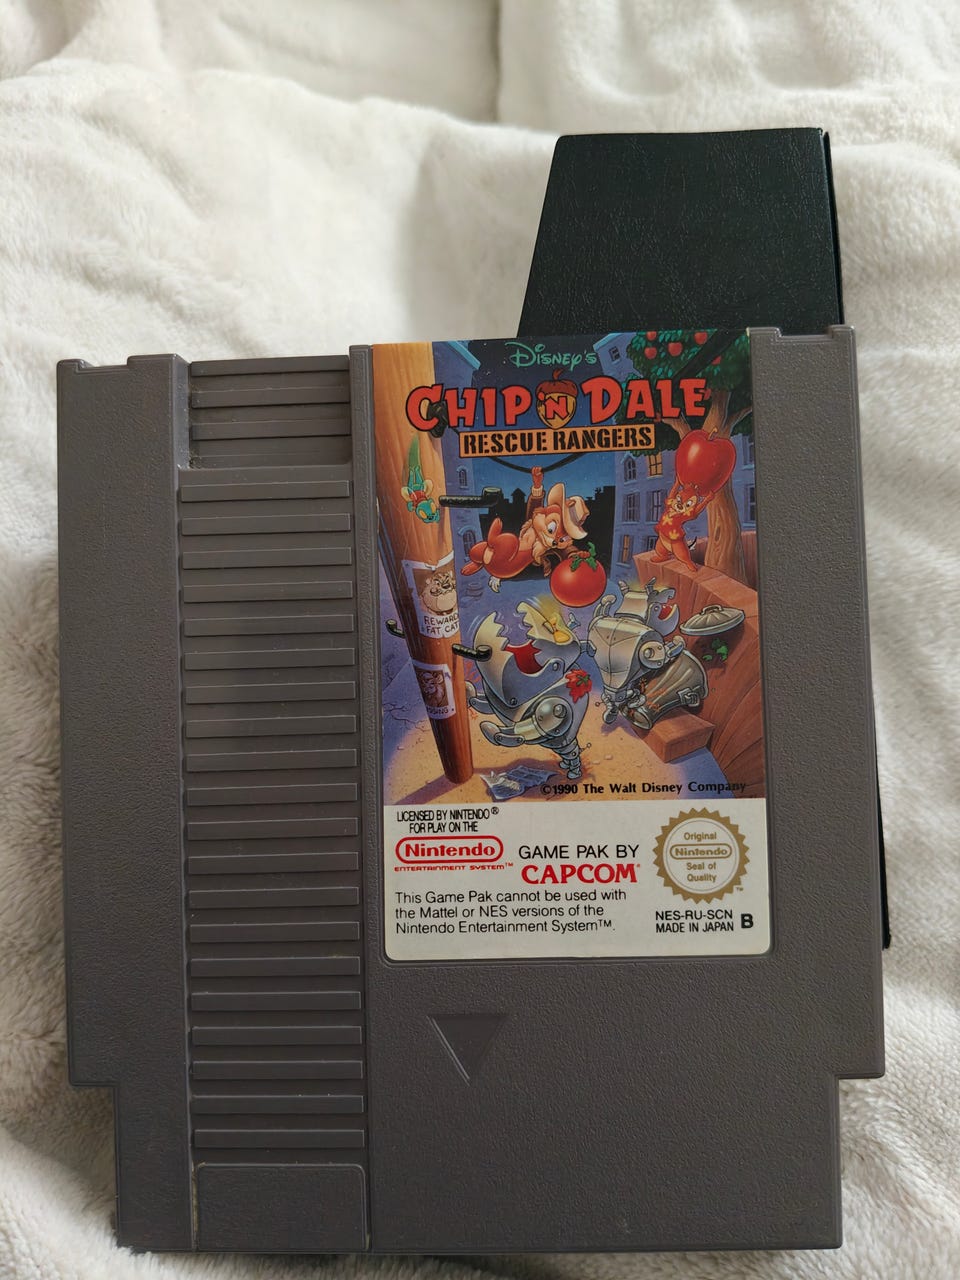 Disney's
CHIP 'N DALE
RESCUE RANGERS
REWARD
FAT CAT
©1990 The Walt Disney Company
LICENSED BY NINTENDO®
FOR PLAY ON THE
Nintendo
ENTERTAINMENT SYSTEM™
GAME PAK BY
CAPCOM®
This Game Pak cannot be used with
the Mattel or NES versions of the
Nintendo Entertainment System™.
Original
Nintendo
Seal of
Quality
™
NES-RU-SCN
MADE IN JAPAN B